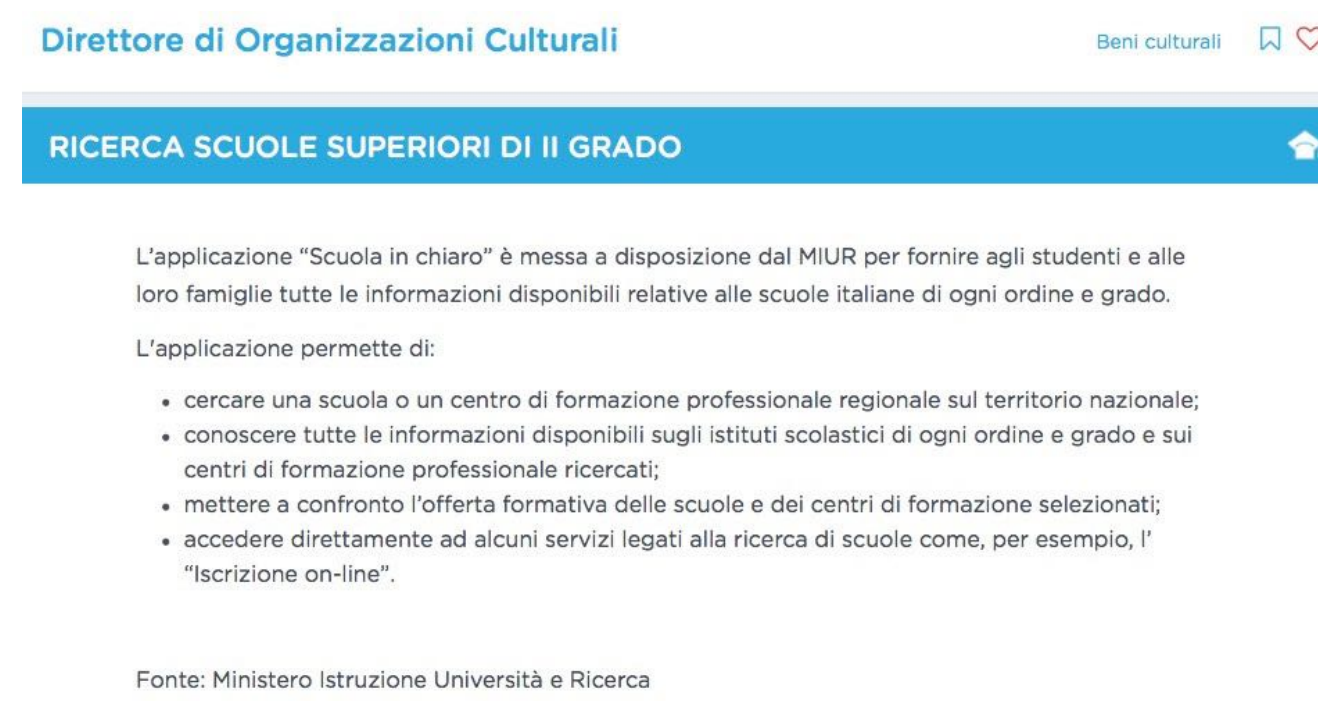 Direttore di Organizzazioni Culturali
Beni culturali
RICERCA SCUOLE SUPERIORI DI II GRADO
L’applicazione “Scuola in chiaro” è messa a disposizione dal MIUR per fornire agli studenti e alle
loro famiglie tutte le informazioni disponibili relative alle scuole italiane di ogni ordine e grado.
L'applicazione permette di:
• cercare una scuola o un centro di formazione professionale regionale sul territorio nazionale;
• conoscere tutte le informazioni disponibili sugli istituti scolastici di ogni ordine e grado e sui
centri di formazione professionale ricercati;
• mettere a confronto l’offerta formativa delle scuole e dei centri di formazione selezionati;
• accedere direttamente ad alcuni servizi legati alla ricerca di scuole come, per esempio, l’
“Iscrizione on-line”.
Fonte: Ministero Istruzione Università e Ricerca